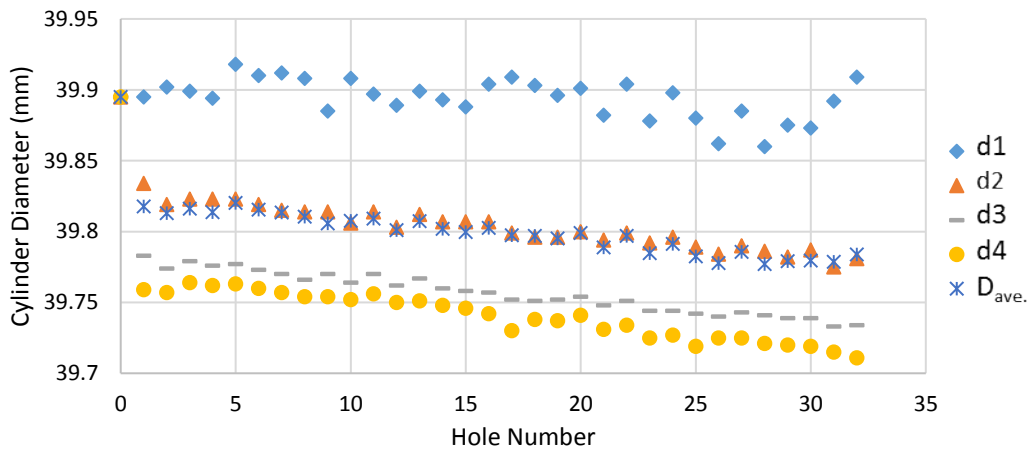 39.95
39.9
39.85
39.8
39.75
39.7
Cylinder Diameter (mm)
0 5 10 15 20 25 30 35
Hole Number
d1
d2
d3
d4
Dave.